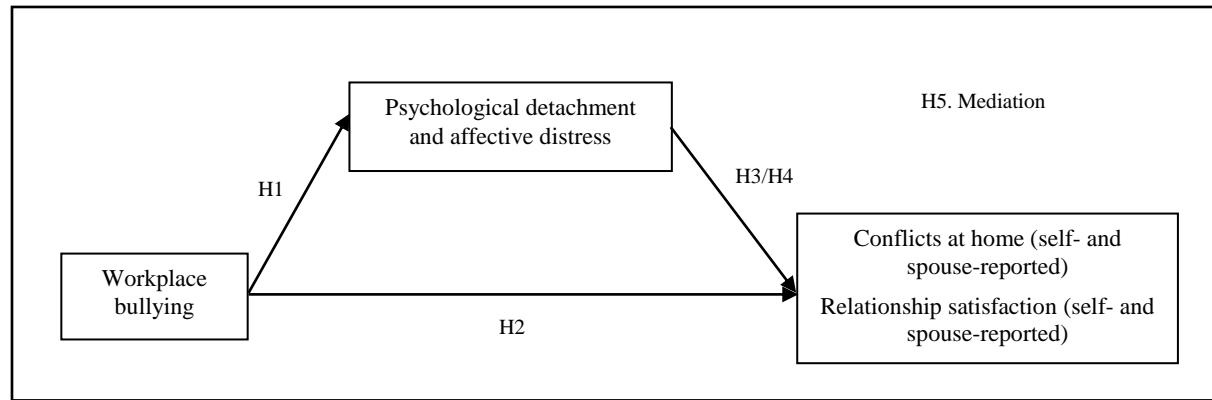 Psychological detachment
and affective distress
H5. Mediation
H1
H3/H4
Workplace
bullying
H2
Conflicts at home (self- and
spouse-reported)
Relationship satisfaction (self- and
spouse-reported)